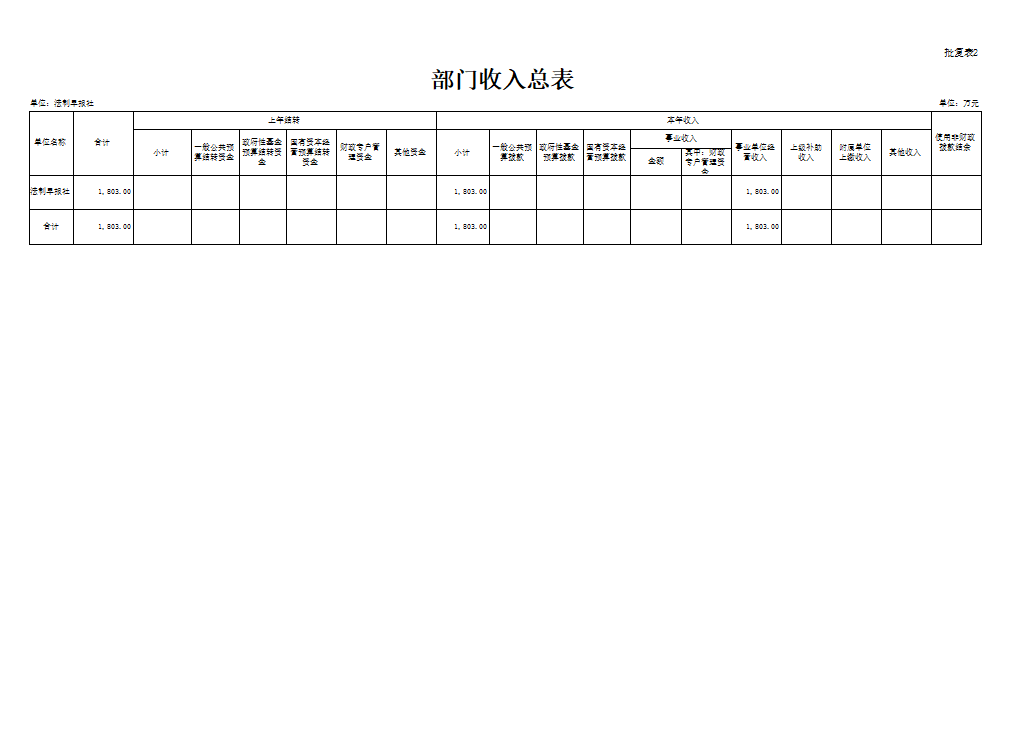 批复表2
部门收入总表
单位：法制早报社 单位：万元
单位名称 合计 上年结转 本年收入 使用非财政拨款结余
小计 一般公共预算结转资金 政府性基金预算结转资金 国有资本经营预算结转资金 财政专户管理资金 其他资金 小计 一般公共预算拨款 政府性基金预算拨款 国有资本经营预算拨款 事业收入 事业单位经营收入 上级补助收入 附属单位上缴收入 其他收入
金额 其中：财政专户管理资金
法制早报社 1,803.00 1,803.00 1,803.00
合计 1,803.00 1,803.00 1,803.00